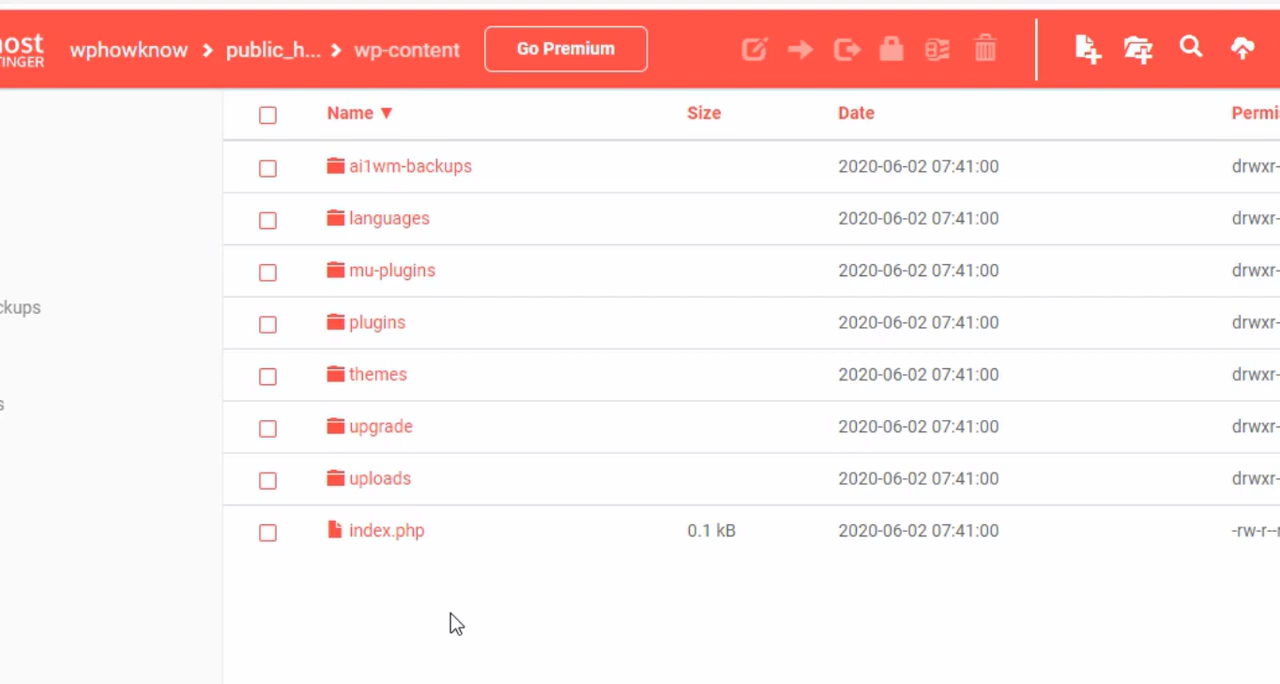 ost
TINGER
wphowknow > public_h... > wp-content
Go Premium
Name ▼ Size Date Permi
ai1wm-backups 2020-06-02 07:41:00 drwxr-
languages 2020-06-02 07:41:00 drwxr-
mu-plugins 2020-06-02 07:41:00 drwxr-
ckups
plugins 2020-06-02 07:41:00 drwxr-
themes 2020-06-02 07:41:00 drwxr-
s
upgrade 2020-06-02 07:41:00 drwxr-
uploads 2020-06-02 07:41:00 drwxr-
index.php 0.1 kB 2020-06-02 07:41:00 -rw-r--r